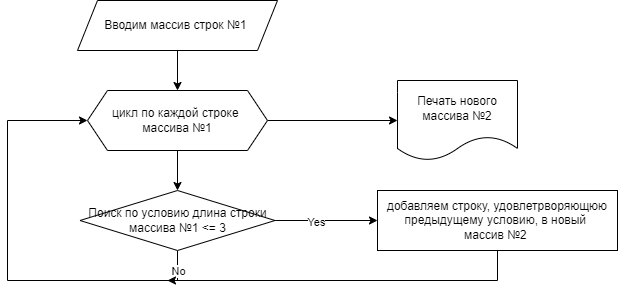 Вводим массив строк №1
цикл по каждой строке
массива №1
Печать нового
массива №2
Поиск по условию длина строки
массива №1 <= 3
Yes
добавляем строку, удовлетрворяющюю
предыдущему условию, в новый
массив №2
No